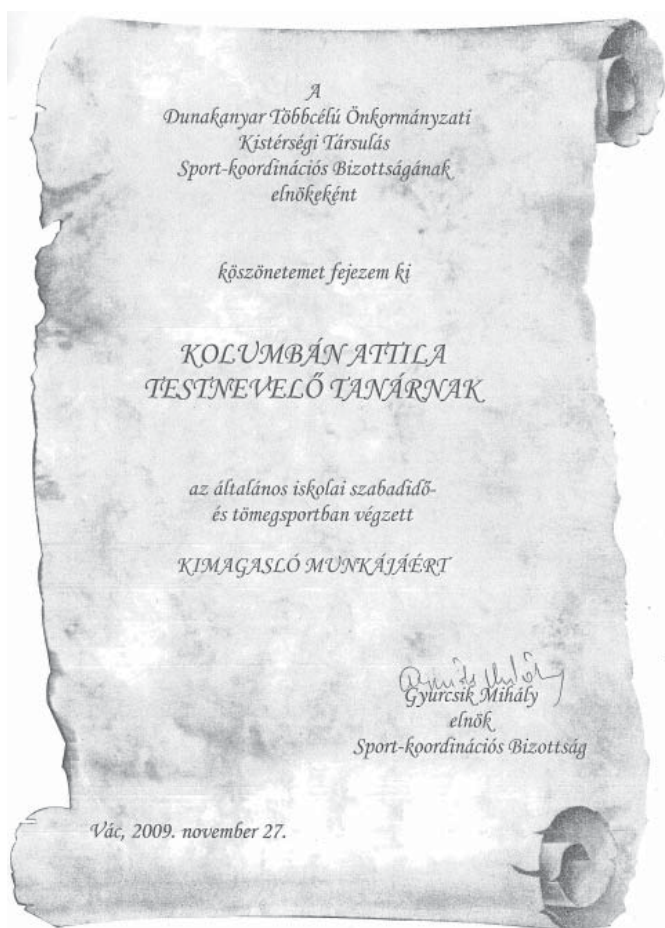 A
Dunakanyar Többcélú Önkormányzati
Kistérségi Társulás
Sport-koordinációs Bizottságának
elnökeként
köszönetemet fejezem ki
KOLUMBÁN ATTILA
TESTNEVELŐ TANÁRNAK
az általános iskolai szabadidő-
és tömegsportban végzett
KIMAGASLÓ MUNKÁJÁÉRT
Gyurcsik Mihály
elnök
Sport-koordinációs Bizottság
Vác, 2009. november 27.